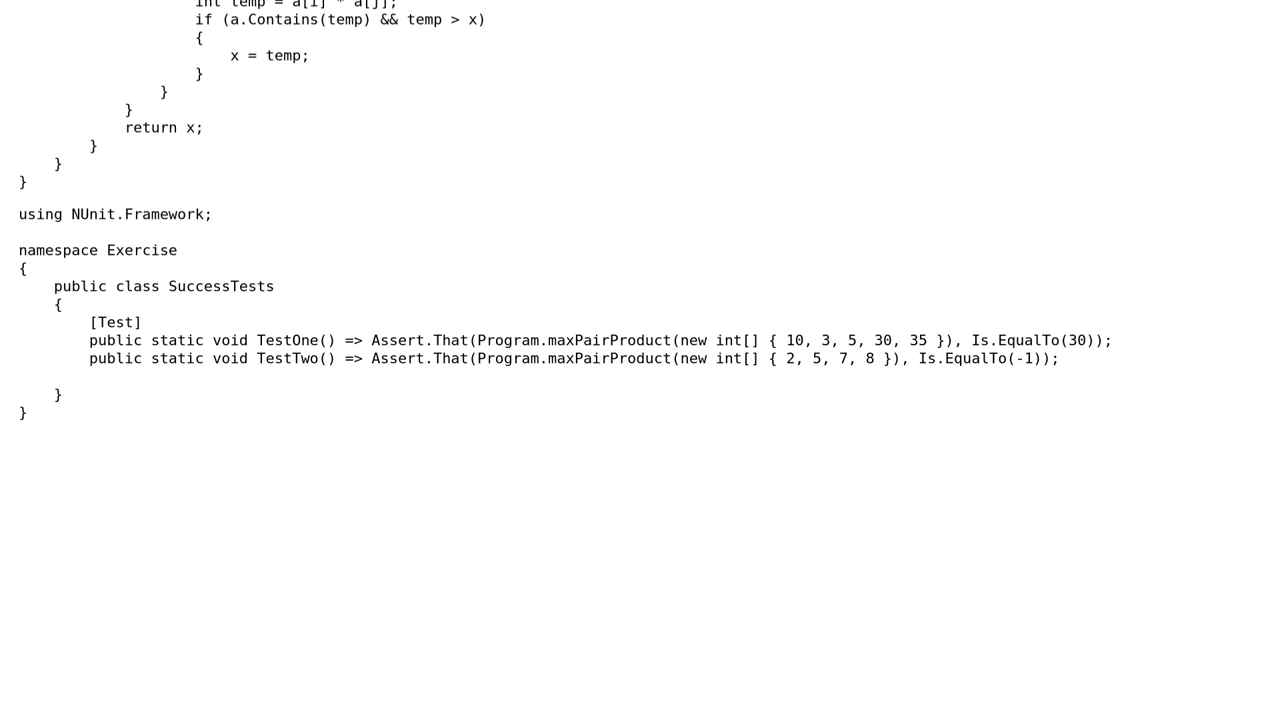 int temp = a[i] * a[j];
if (a.Contains(temp) && temp > x)
{
x = temp;
}
}
}
return x;
}
}
}
using NUnit.Framework;
namespace Exercise
{
public class SuccessTests
{
[Test]
public static void TestOne() => Assert.That(Program.maxPairProduct(new int[] { 10, 3, 5, 30, 35 }), Is.EqualTo(30));
public static void TestTwo() => Assert.That(Program.maxPairProduct(new int[] { 2, 5, 7, 8 }), Is.EqualTo(-1));
}
}